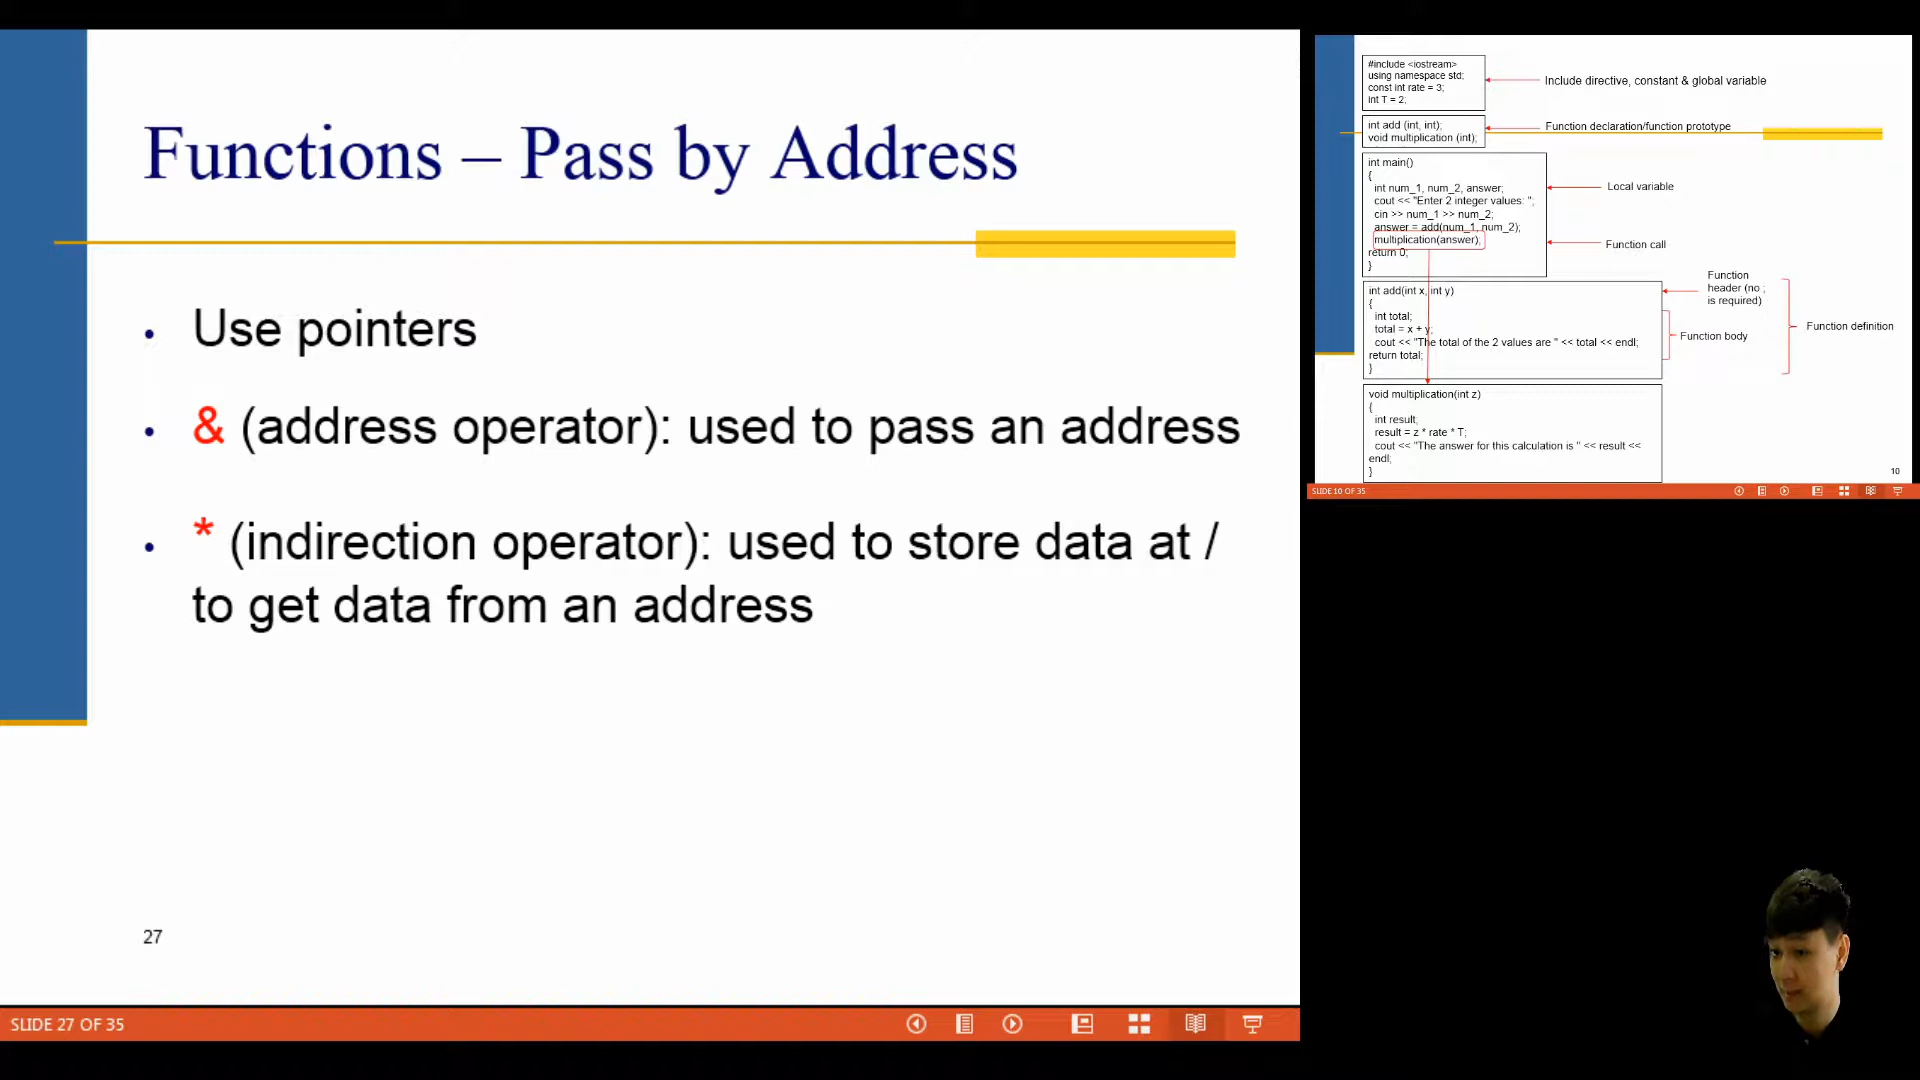 Functions – Pass by Address
• Use pointers
• & (address operator): used to pass an address
• * (indirection operator): used to store data at /
to get data from an address
27
SLIDE 27 OF 35
#include <iostream>
using namespace std;
const int rate = 3;
int T = 2;
Include directive, constant & global variable
int add (int, int);
void multiplication (int);
Function declaration/function prototype
int main()
{
int num_1, num_2, answer;
cout << "Enter 2 integer values: ";
cin >> num_1 >> num_2;
answer = add(num_1, num_2);
multiplication(answer);
return 0;
}
Local variable
Function call
int add(int x, int y)
{
int total;
total = x + y;
cout << "The total of the 2 values are " << total << endl;
return total;
}
Function
header (no ;
is required)
Function body
Function definition
void multiplication(int z)
{
int result;
result = z * rate * T;
cout << "The answer for this calculation is " << result <<
endl;
}
10
SLIDE 10 OF 35